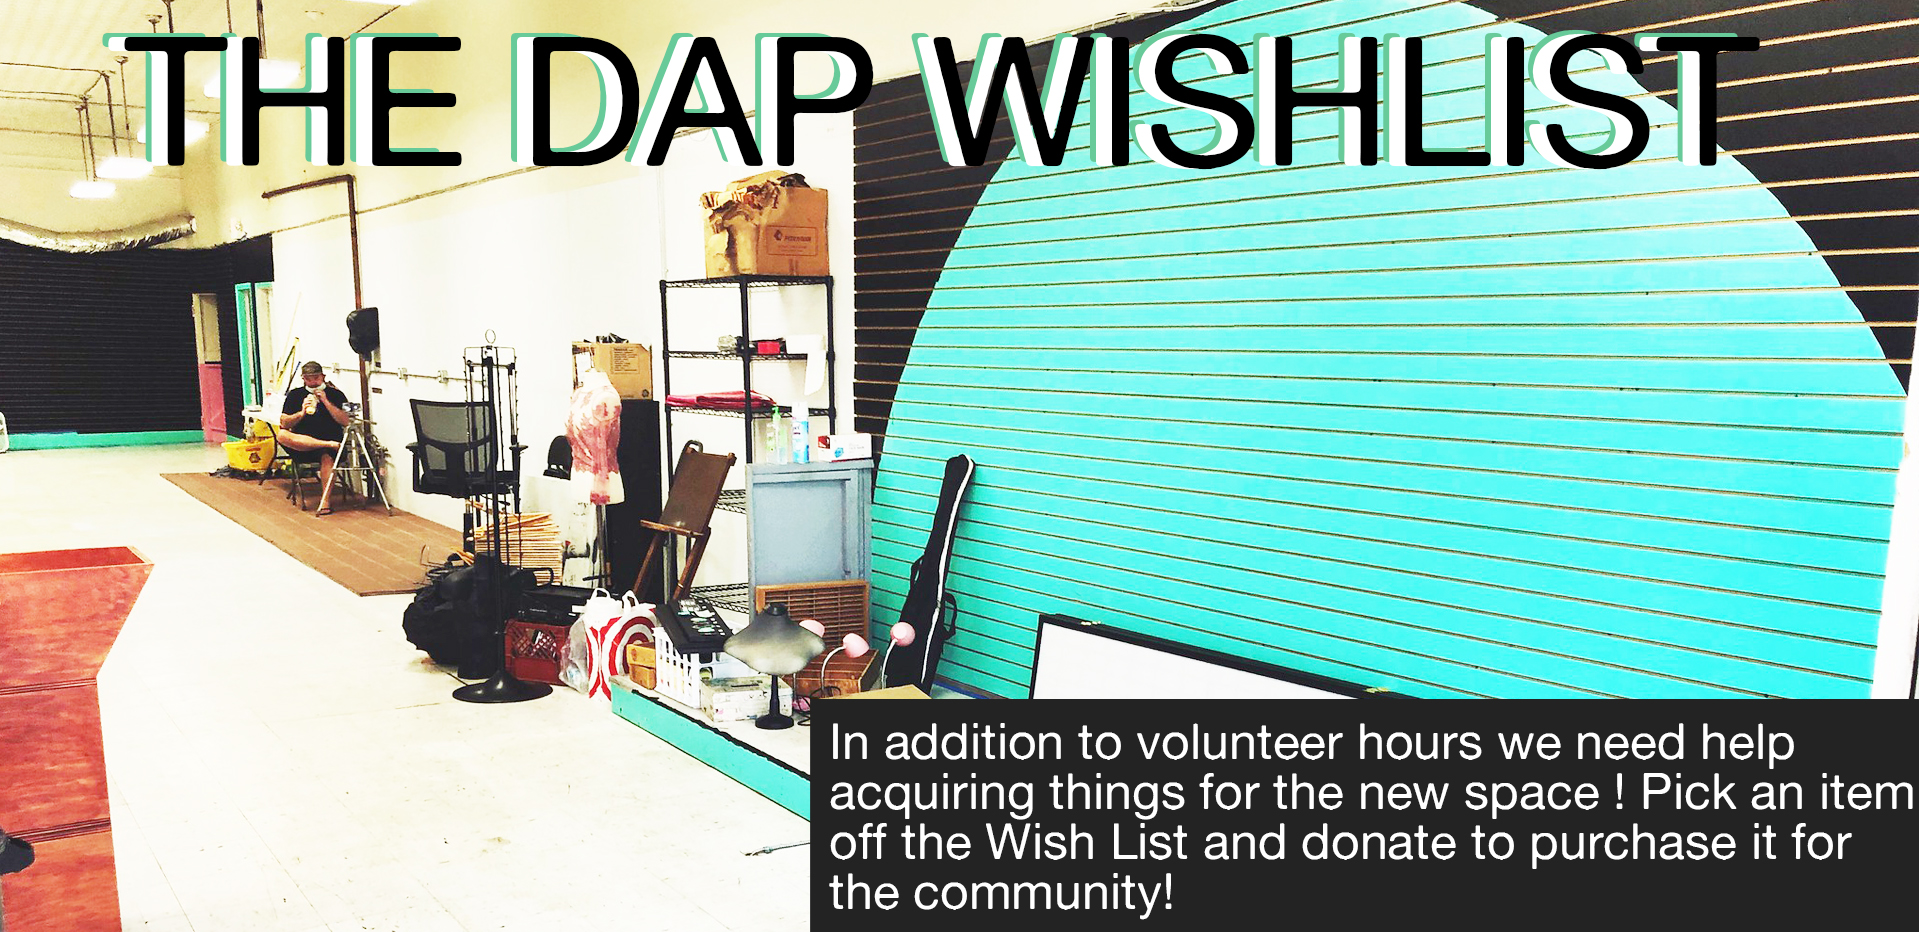 THE DAP WISHLIST
In addition to volunteer hours we need help
acquiring things for the new space ! Pick an item
off the Wish List and donate to purchase it for
the community!